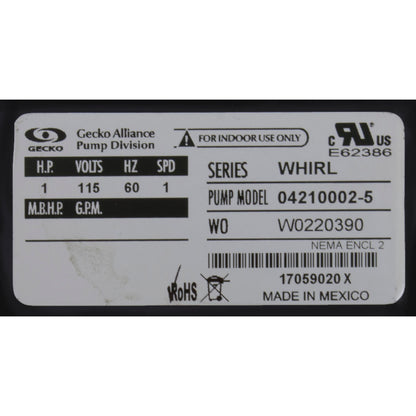 GECKO
Gecko Alliance
Pump Division
FOR INDOOR USE ONLY
c RU US
E62386
H.P. VOLTS HZ SPD
1 115 60 1
M.B.H.P. G.P.M.
SERIES WHIRL
PUMP MODEL 04210002-5
WO W0220390
NEMA ENCL 2
17059020 X
RoHS
MADE IN MEXICO